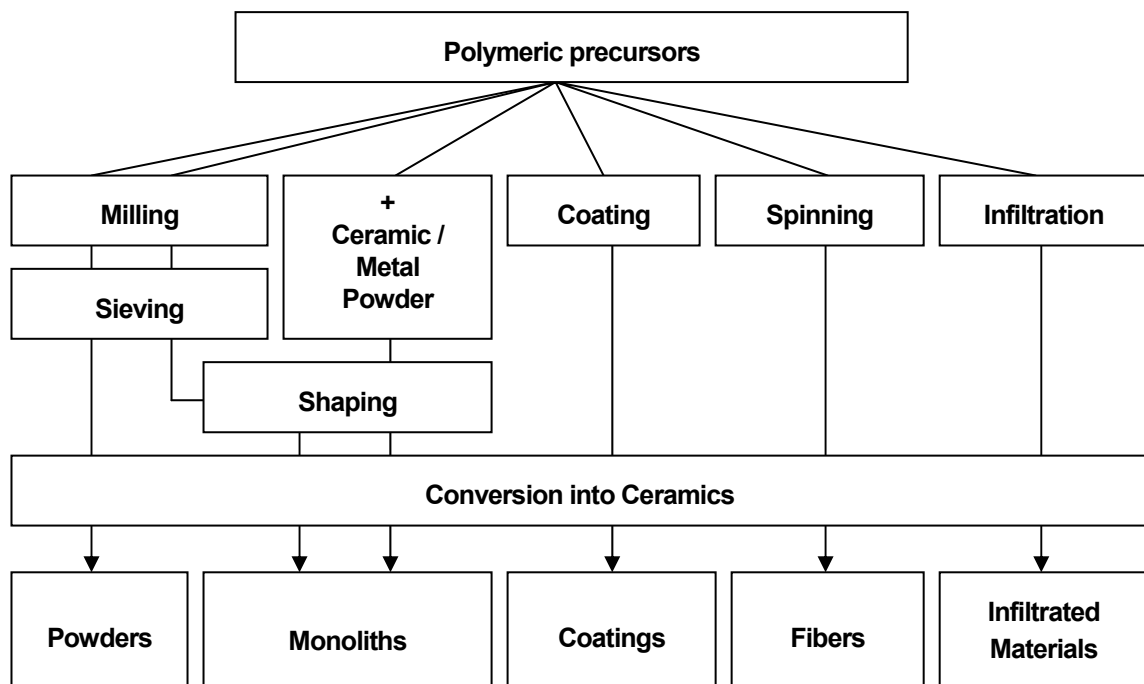 Polymeric precursors
Milling
+
Ceramic /
Metal
Powder
Coating
Spinning
Infiltration
Sieving
Shaping
Conversion into Ceramics
Powders
Monoliths
Coatings
Fibers
Infiltrated
Materials